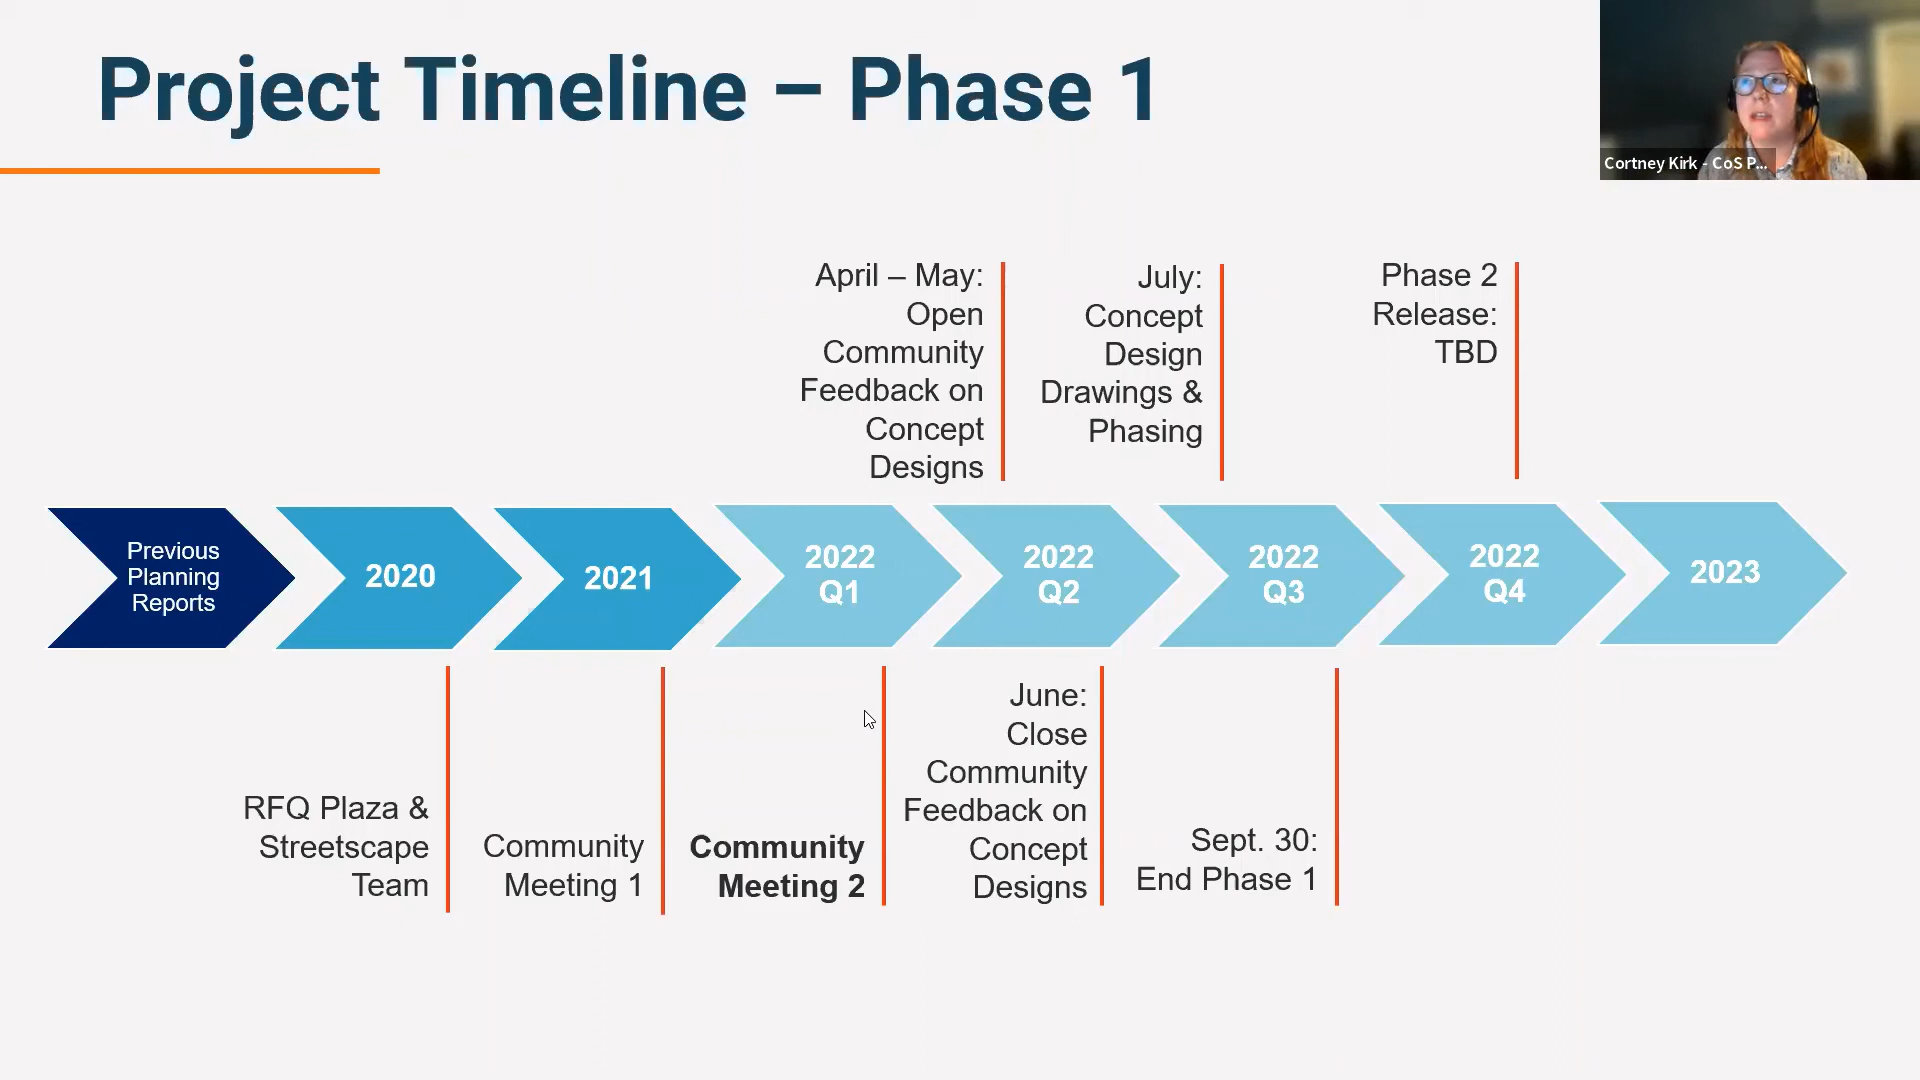 Project Timeline – Phase 1
Cortney Kirk - CoS P...
April – May:
Open
Community
Feedback on
Concept
Designs
July:
Concept
Design
Drawings &
Phasing
Phase 2
Release:
TBD
Previous
Planning
Reports
2020
2021
2022
Q1
2022
Q2
2022
Q3
2022
Q4
2023
RFQ Plaza &
Streetscape
Team
Community
Meeting 1
Community
Meeting 2
June:
Close
Community
Feedback on
Concept
Designs
Sept. 30:
End Phase 1